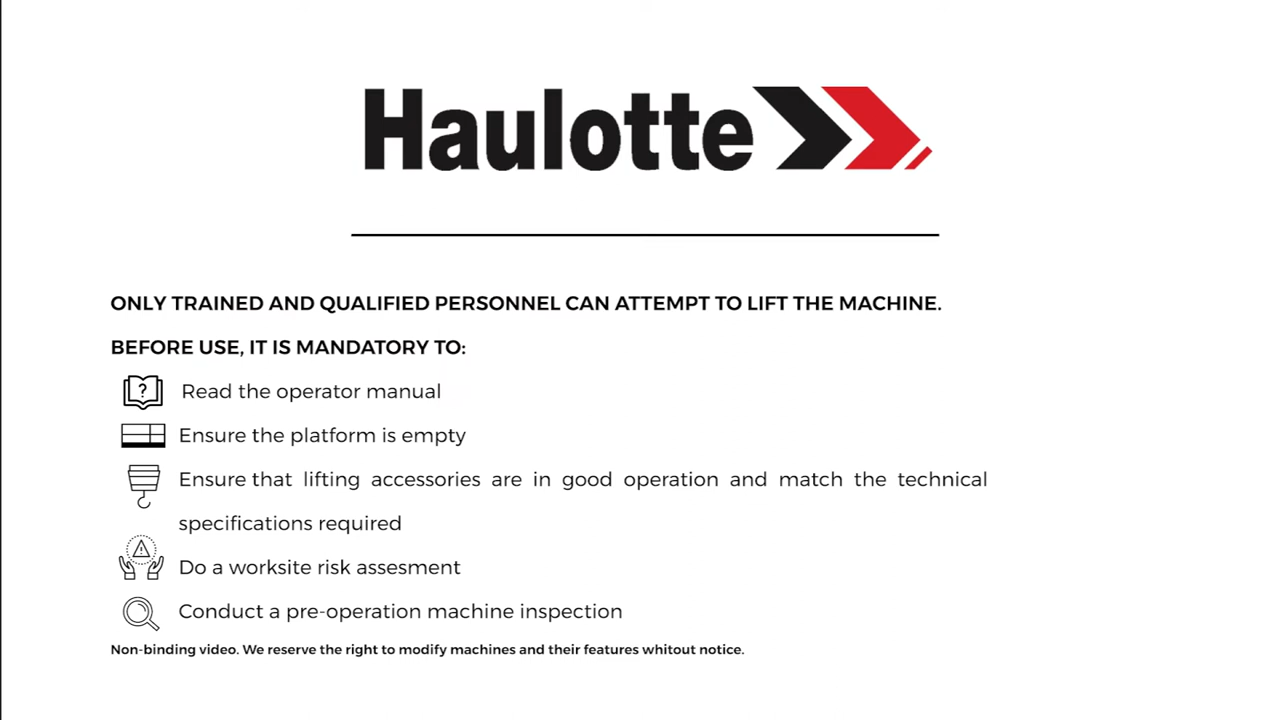 Haulotte
ONLY TRAINED AND QUALIFIED PERSONNEL CAN ATTEMPT TO LIFT THE MACHINE.
BEFORE USE, IT IS MANDATORY TO:
Read the operator manual
Ensure the platform is empty
Ensure that lifting accessories are in good operation and match the technical
specifications required
Do a worksite risk assesment
Conduct a pre-operation machine inspection
Non-binding video. We reserve the right to modify machines and their features whitout notice.